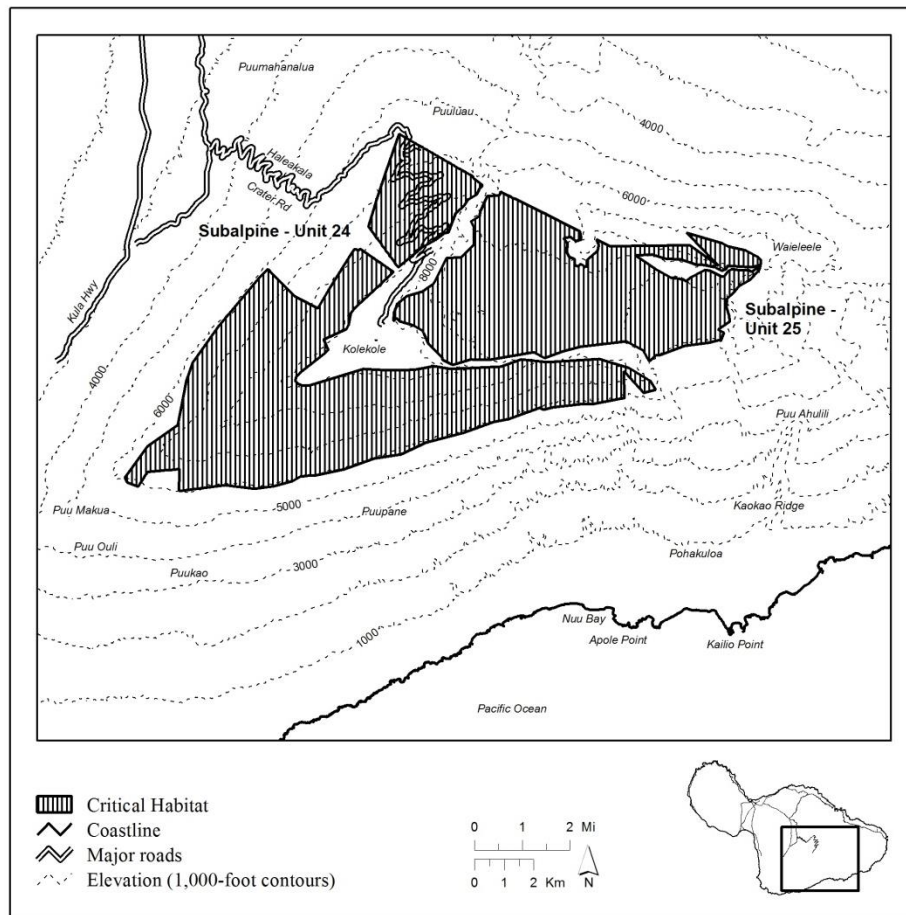 Puumahanalua
Puuluau
4000
Haleakala
Crater Rd
6000
Subalpine - Unit 24
Waieleele
8000
Kula Hwy
Subalpine -
Unit 25
Kolekole
4000
6000
Puu Ahulili
5000
Puu Makua
Puupane
Kaokao Ridge
Puu Ouli
3000
Pohakuloa
Puukao
1000
Nuu Bay
Apole Point
Kailio Point
Pacific Ocean
Critical Habitat
Coastline
Major roads
Elevation (1,000-foot contours)
0 1 2 Mi
0 1 2 Km
N